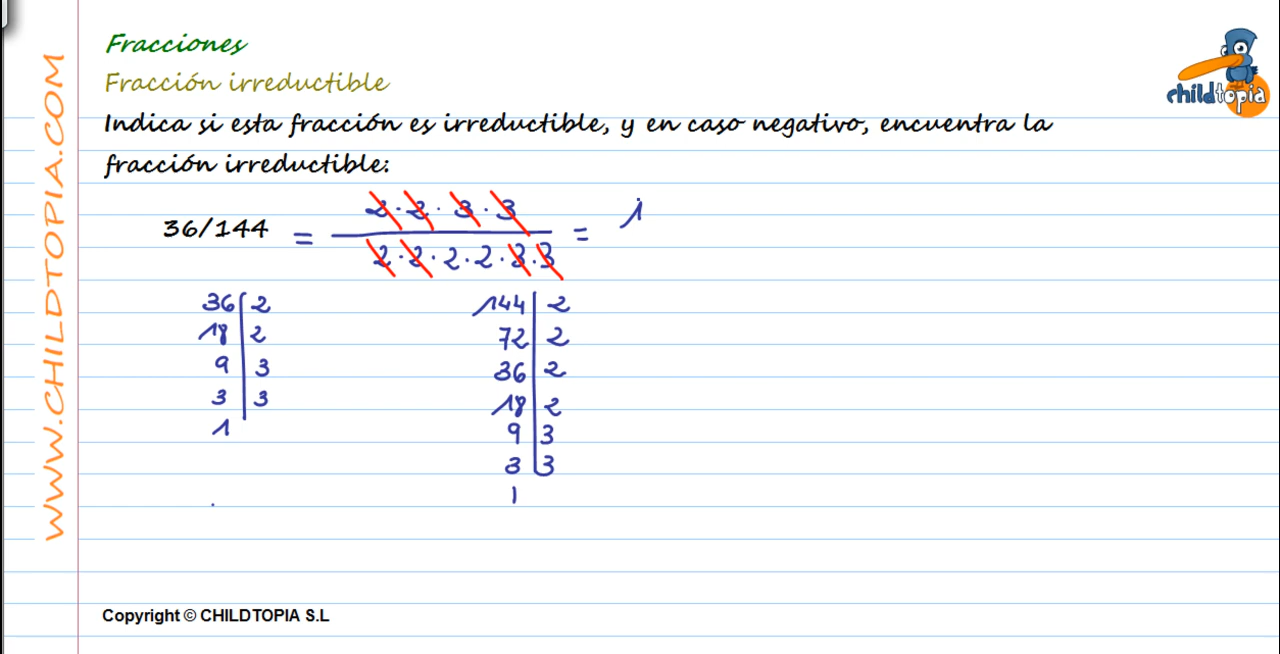 Fracciones
Fracción irreductible
childtopia
Indica si esta fracción es irreductible, y en caso negativo, encuentra la
fracción irreductible:
2 · 2 · 3 · 3
36/144 = =
2 · 2 · 2 · 2 · 3 · 3
1
36 2
18 2
9 3
3 3
1
144 2
72 2
36 2
18 2
9 3
3 3
1
WWW.CHILDTOPIA.COM
Copyright © CHILDTOPIA S.L